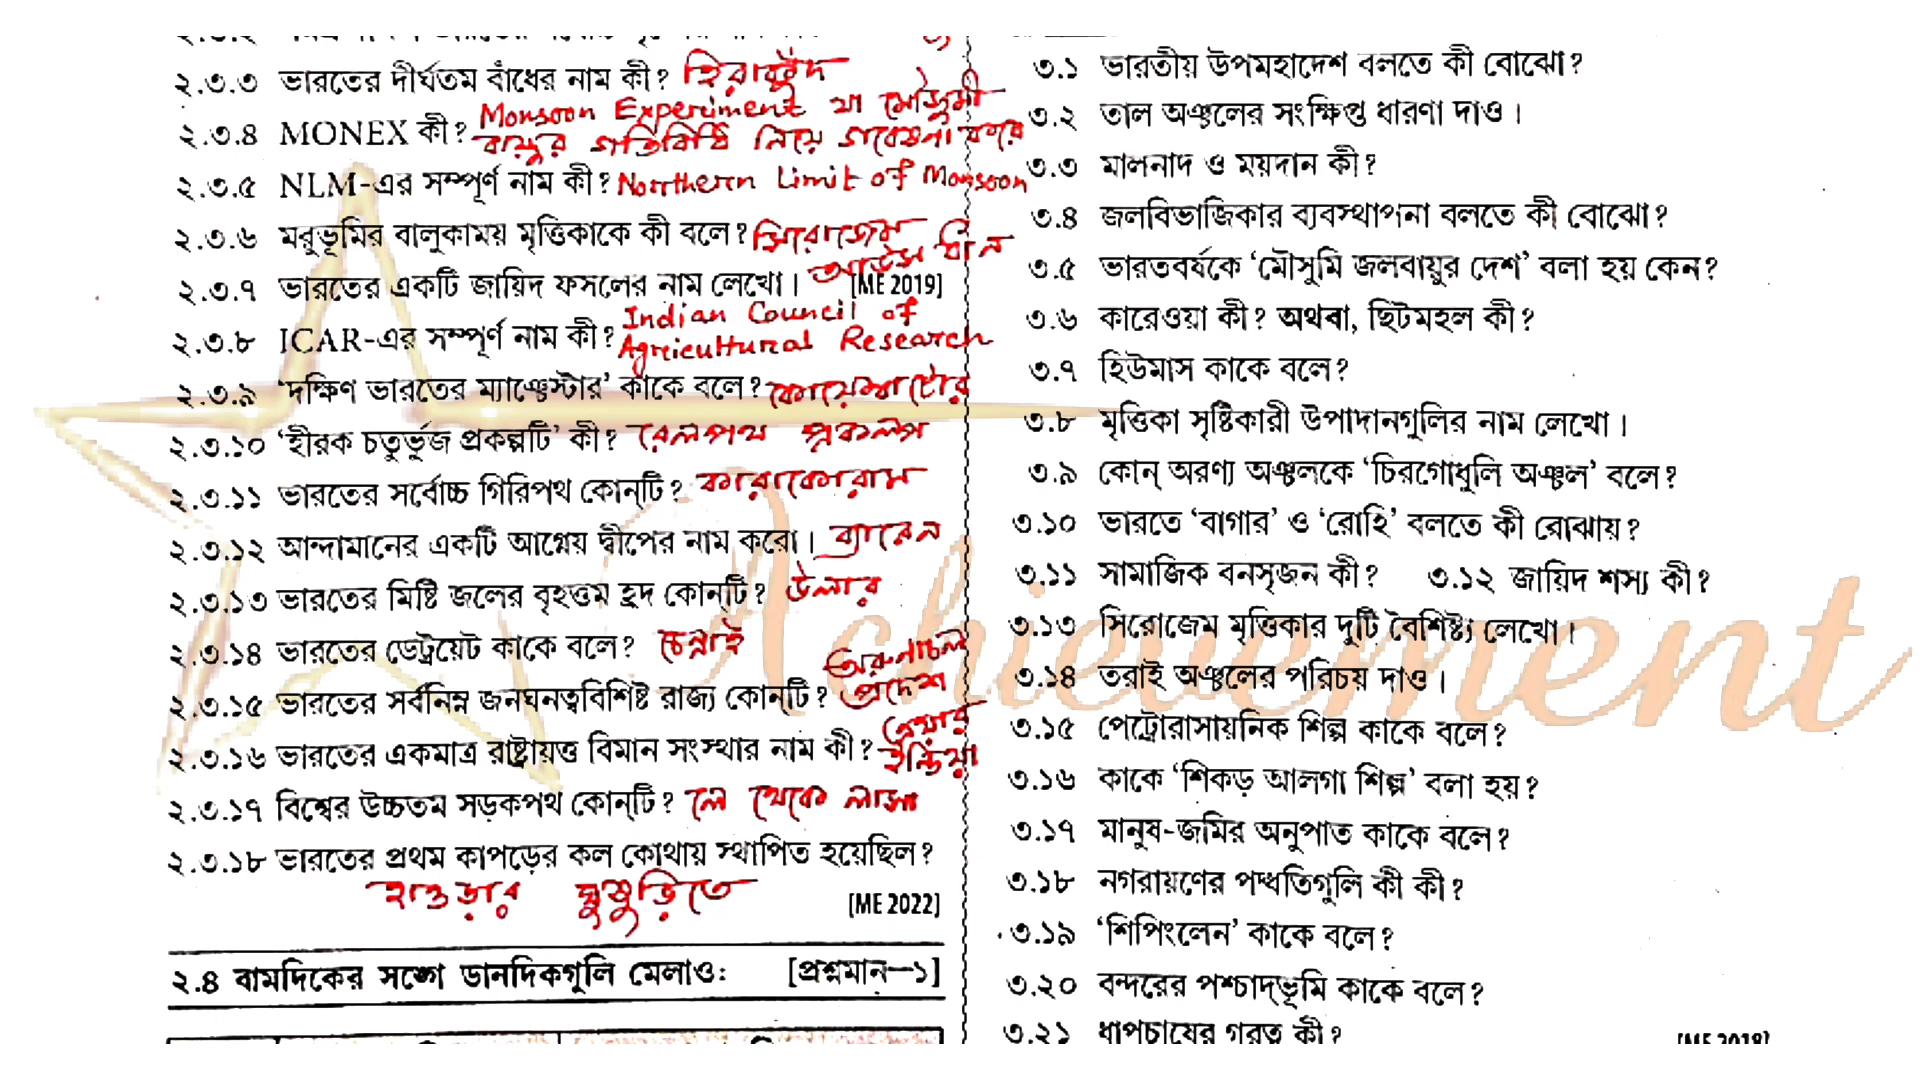 ২.৩.৩ ভারতের দীর্ঘতম বাঁধের নাম কী? হিরাকুঁদ
Monsoon Experiment যা মৌসুমী
২.৩.৪ MONEX কী? বায়ুর গতিবিধি নিয়ে গবেষণা করে
২.৩.৫ NLM-এর সম্পূর্ণ নাম কী? Northern Limit of Monsoon
২.৩.৬ মরুভূমির বালুকাময় মৃত্তিকাকে কী বলে? সিরোজেম
২.৩.৭ ভারতের একটি জায়িদ ফসলের নাম লেখো। আউস ধান [ME 2019]
২.৩.৮ ICAR-এর সম্পূর্ণ নাম কী? Indian Council of
Agricultural Research
২.৩.৯ ‘দক্ষিণ ভারতের ম্যাঞ্চেস্টার’ কাকে বলে? কোয়েম্বাটোর
২.৩.১০ ‘হীরক চতুর্ভুজ প্রকল্পটি’ কী? রেলপথ প্রকল্প
২.৩.১১ ভারতের সর্বোচ্চ গিরিপথ কোন্‌টি? কারাকোরাম
২.৩.১২ আন্দামানের একটি আগ্নেয় দ্বীপের নাম করো। ব্যারেন
২.৩.১৩ ভারতের মিষ্টি জলের বৃহত্তম হ্রদ কোন্‌টি? উলার
২.৩.১৪ ভারতের ডেট্রয়েট কাকে বলে? চেন্নাই
২.৩.১৫ ভারতের সর্বনিম্ন জনঘনত্ববিশিষ্ট রাজ্য কোন্‌টি? অরুণাচল
প্রদেশ
২.৩.১৬ ভারতের একমাত্র রাষ্ট্রায়ত্ত বিমান সংস্থার নাম কী? এয়ার
ইন্ডিয়া
২.৩.১৭ বিশ্বের উচ্চতম সড়কপথ কোন্‌টি? লে থেকে লাসা
২.৩.১৮ ভারতের প্রথম কাপড়ের কল কোথায় স্থাপিত হয়েছিল?
হাওড়ার ঘুষুড়িতে [ME 2022]
২.৪ বামদিকের সঙ্গে ডানদিকগুলি মেলাও: [প্রশ্নমান—১]
৩.১ ভারতীয় উপমহাদেশ বলতে কী বোঝো?
৩.২ তাল অঞ্চলের সংক্ষিপ্ত ধারণা দাও।
৩.৩ মালনাদ ও ময়দান কী?
৩.৪ জলবিভাজিকার ব্যবস্থাপনা বলতে কী বোঝো?
৩.৫ ভারতবর্ষকে ‘মৌসুমি জলবায়ুর দেশ’ বলা হয় কেন?
৩.৬ কারেওয়া কী? অথবা, ছিটমহল কী?
৩.৭ হিউমাস কাকে বলে?
৩.৮ মৃত্তিকা সৃষ্টিকারী উপাদানগুলির নাম লেখো।
৩.৯ কোন্ অরণ্য অঞ্চলকে ‘চিরগোধুলি অঞ্চল’ বলে?
৩.১০ ভারতে ‘বাগার’ ও ‘রোহি’ বলতে কী রোঝায়?
৩.১১ সামাজিক বনসৃজন কী? ৩.১২ জায়িদ শস্য কী?
৩.১৩ সিরোজেম মৃত্তিকার দুটি বৈশিষ্ট্য লেখো।
৩.১৪ তরাই অঞ্চলের পরিচয় দাও।
৩.১৫ পেট্রোরাসায়নিক শিল্প কাকে বলে?
৩.১৬ কাকে ‘শিকড় আলগা শিল্প’ বলা হয়?
৩.১৭ মানুষ-জমির অনুপাত কাকে বলে?
৩.১৮ নগরায়ণের পদ্ধতিগুলি কী কী?
৩.১৯ ‘শিপিংলেন’ কাকে বলে?
৩.২০ বন্দরের পশ্চাদ্‌ভূমি কাকে বলে?
৩.২১ ধাপচাষের গুরুত্ব কী? [ME 2018]
Achievement